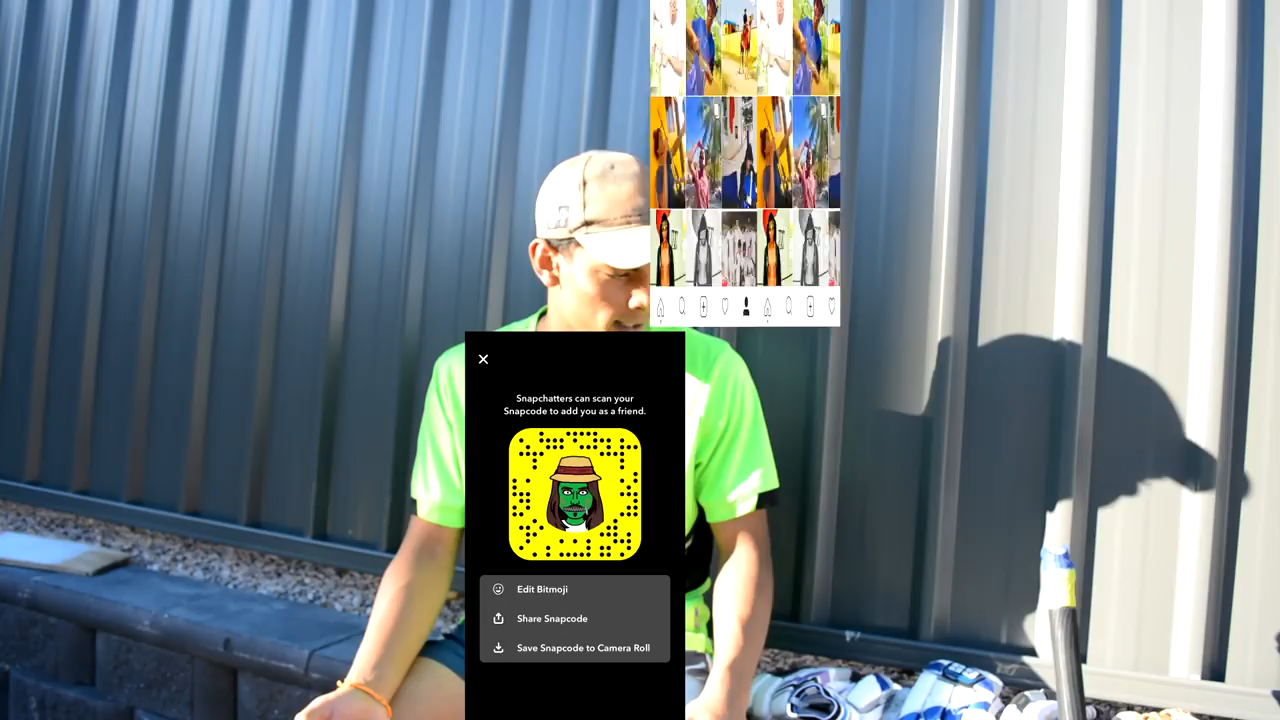 Snapchatters can scan your
Snapcode to add you as a friend.
Edit Bitmoji
Share Snapcode
Save Snapcode to Camera Roll